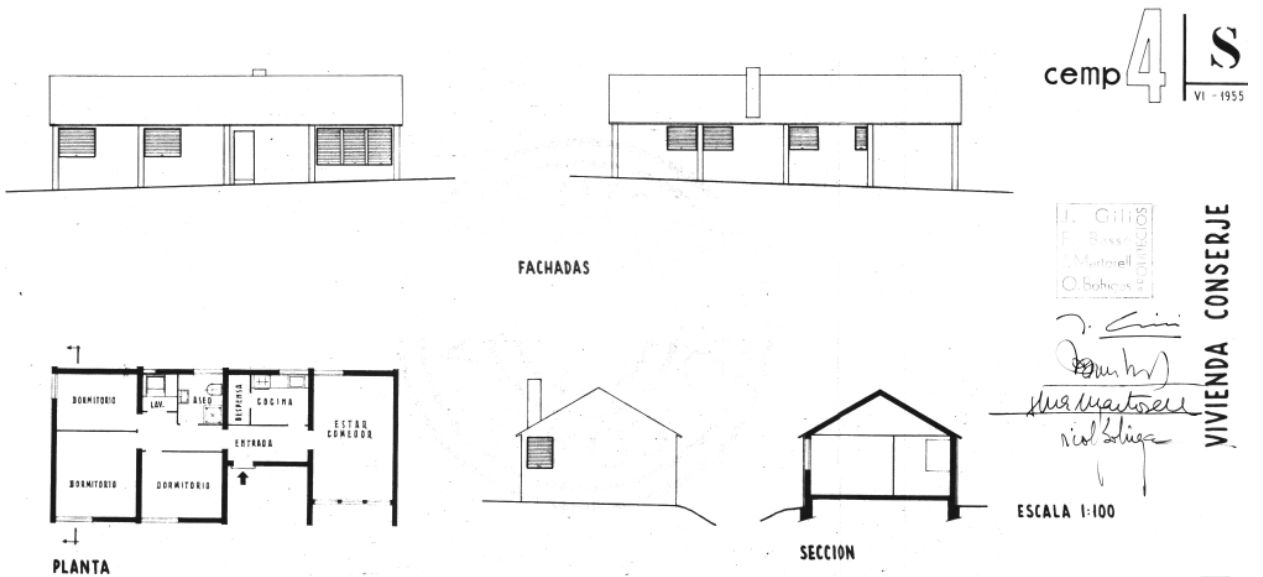 cemp 4 S
VI - 1955
FACHADAS
J. Gili
F. Basso
J. Martorell
O. Bohigas
ARQUITECTOS
VIVIENDA CONSERJE
DORMITORIO
LAV.
ASEO
DESPENSA
COCINA
ESTAR
COMEDOR
ENTRADA
DORMITORIO
DORMITORIO
PLANTA
SECCION
ESCALA 1:100